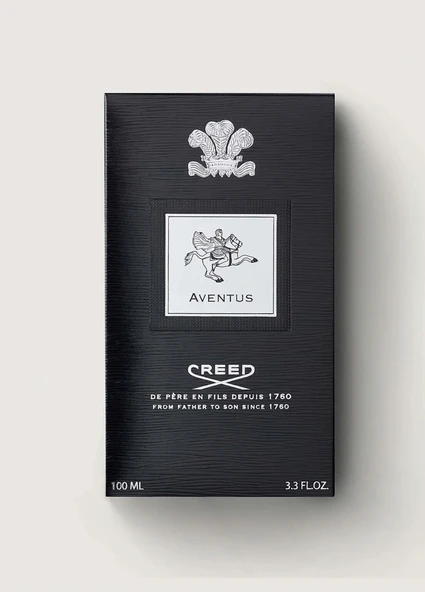 AVENTUS
CREED
DE PÈRE EN FILS DEPUIS 1760
FROM FATHER TO SON SINCE 1760
100 ML 3.3 FL.OZ.